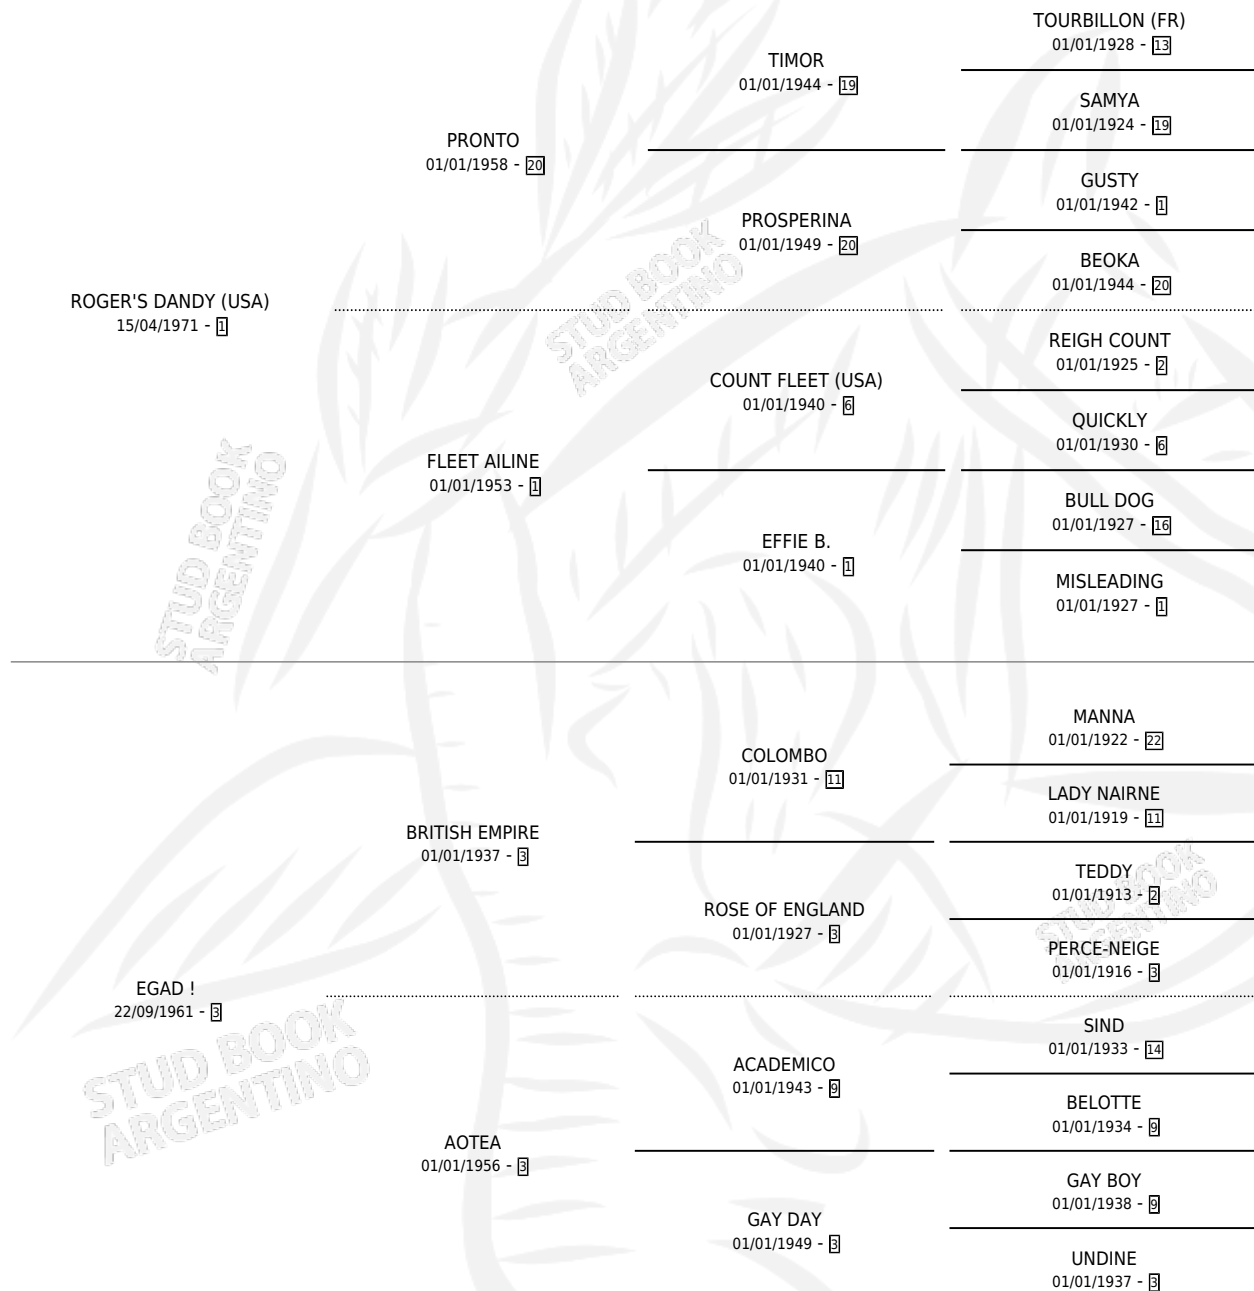 TOURBILLON (FR)
01/01/1928 - 13
TIMOR
01/01/1944 - 19
SAMYA
01/01/1924 - 19
PRONTO
01/01/1958 - 20
GUSTY
01/01/1942 - 1
PROSPERINA
01/01/1949 - 20
BEOKA
01/01/1944 - 20
ROGER'S DANDY (USA)
15/04/1971 - 1
REIGH COUNT
01/01/1925 - 2
COUNT FLEET (USA)
01/01/1940 - 6
QUICKLY
01/01/1930 - 6
FLEET AILINE
01/01/1953 - 1
BULL DOG
01/01/1927 - 16
EFFIE B.
01/01/1940 - 1
MISLEADING
01/01/1927 - 1
MANNA
01/01/1922 - 22
COLOMBO
01/01/1931 - 11
LADY NAIRNE
01/01/1919 - 11
BRITISH EMPIRE
01/01/1937 - 3
TEDDY
01/01/1913 - 2
ROSE OF ENGLAND
01/01/1927 - 3
PERCE-NEIGE
01/01/1916 - 3
EGAD !
22/09/1961 - 3
SIND
01/01/1933 - 14
ACADEMICO
01/01/1943 - 9
BELOTTE
01/01/1934 - 9
AOTEA
01/01/1956 - 3
GAY BOY
01/01/1938 - 9
GAY DAY
01/01/1949 - 3
UNDINE
01/01/1937 - 3
STUD BOOK
ARGENTINO
STUD BOOK
ARGENTINO
STUD BOOK
ARGENTINO
STUD BOOK
ARGENTINO